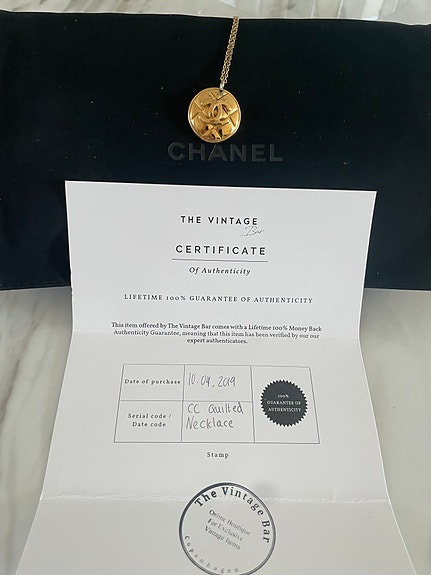 CHANEL
THE VINTAGE
Bar
CERTIFICATE
Of Authenticity
LIFETIME 100% GUARANTEE OF AUTHENTICITY
This item offered by The Vintage Bar comes with a Lifetime 100% Money Back
Authenticity Guarantee, meaning that this item has been verified by our our
expert authenticators.
Date of purchase
10.04.2019
100%
GUARANTEE OF
AUTHENTICITY
Serial code /
Date code
CC Quilted
Necklace
Stamp
The Vintage Bar
Online Boutique
For Exclusive
Vintage Items
Copenhagen